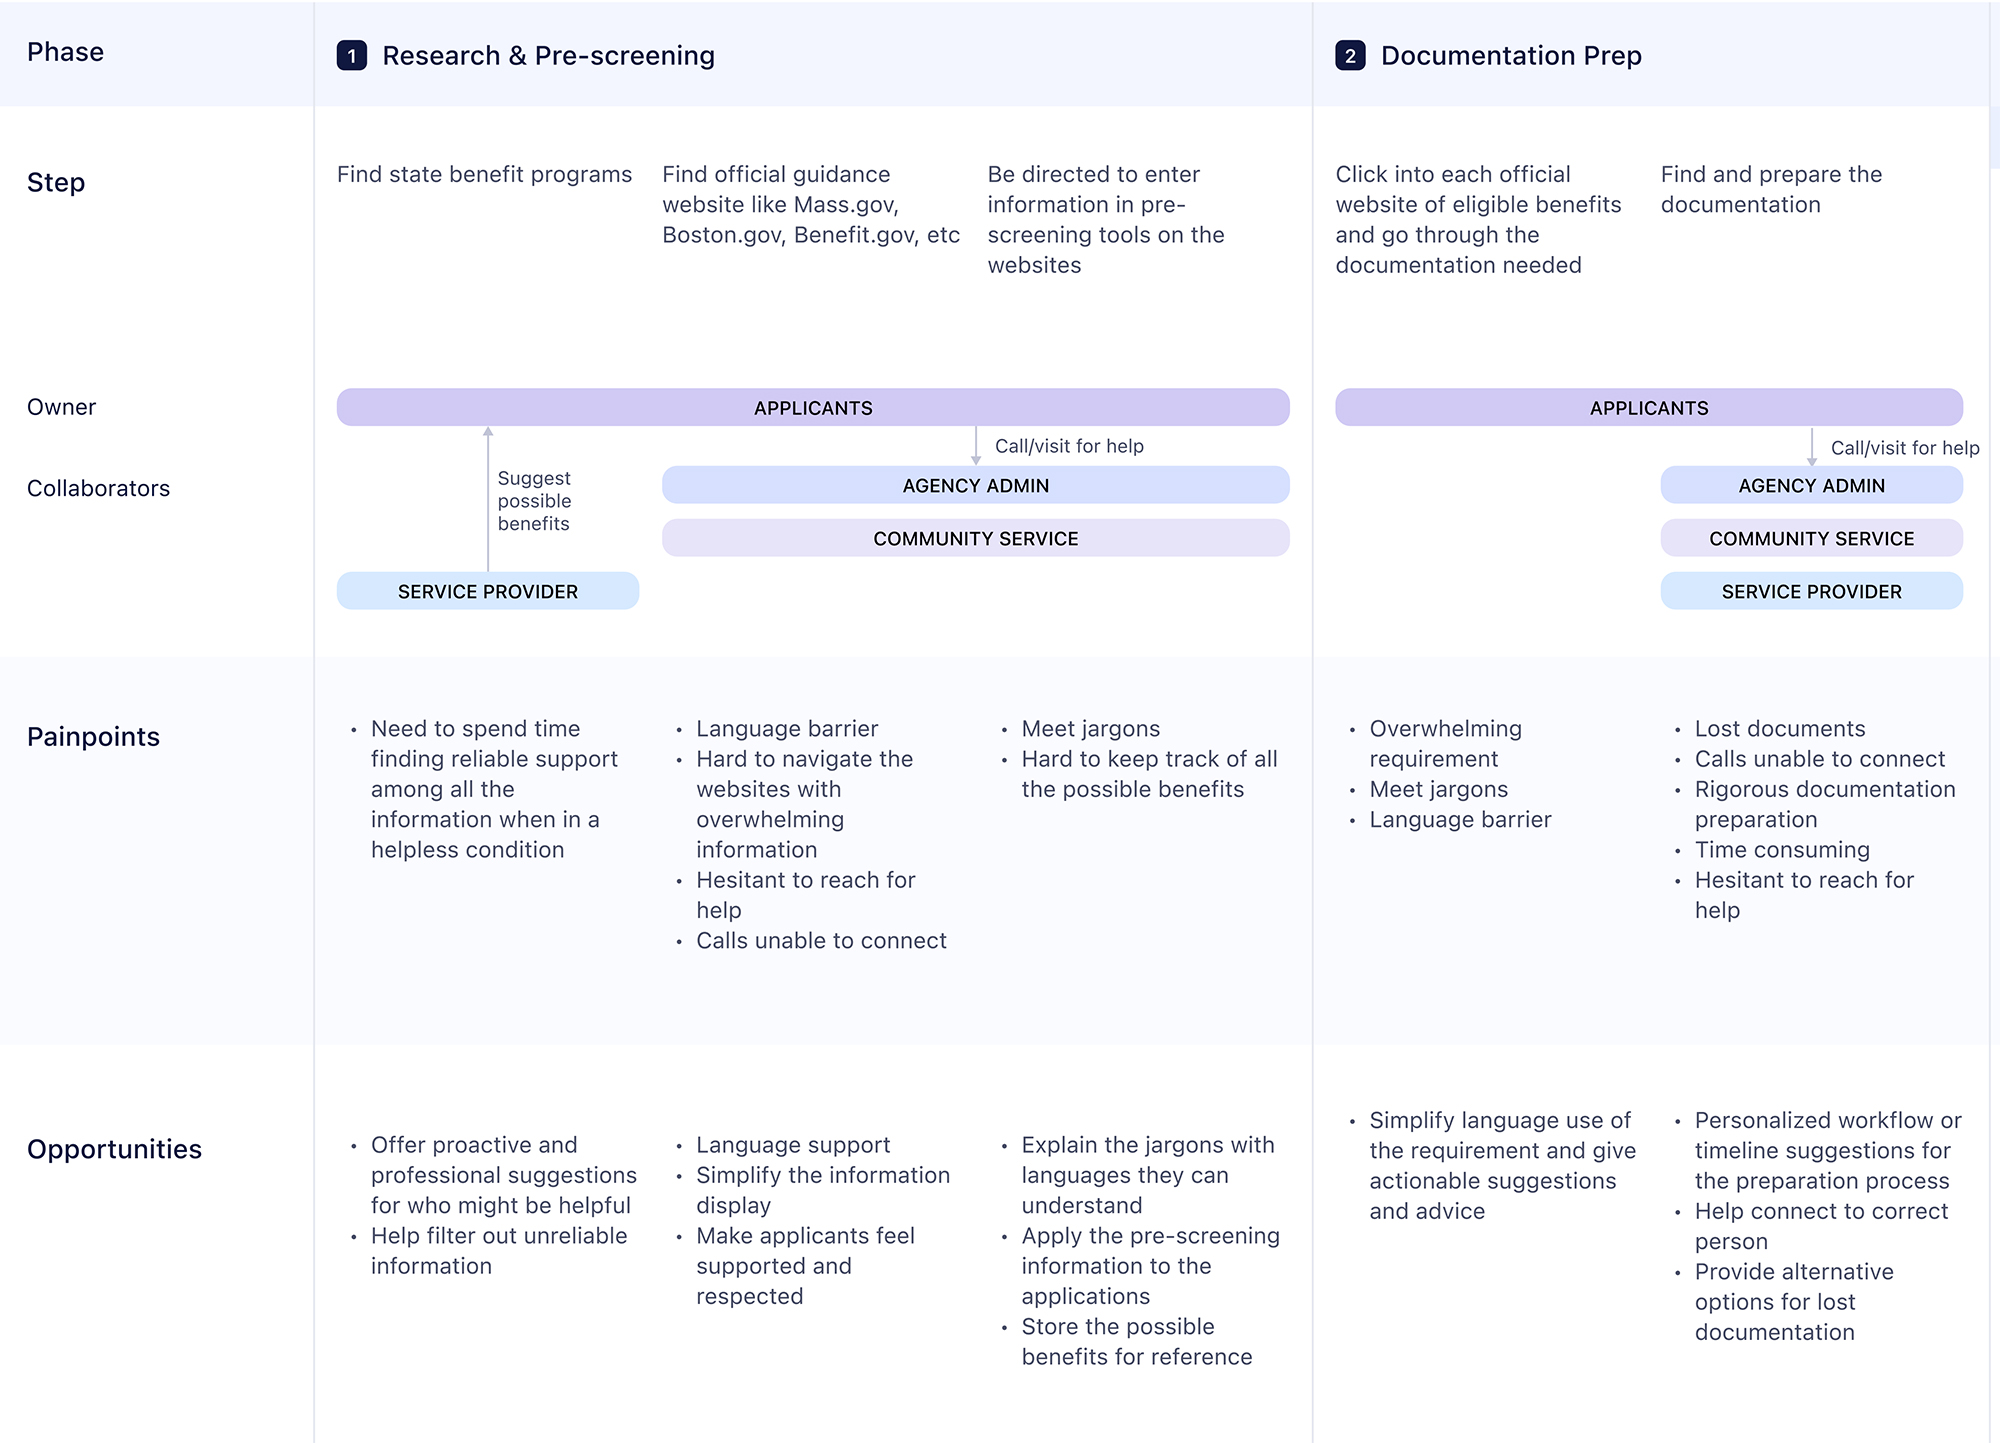 Phase
1 Research & Pre-screening
2 Documentation Prep
Step
Find state benefit programs
Find official guidance
website like Mass.gov,
Boston.gov, Benefit.gov, etc
Be directed to enter
information in pre-
screening tools on the
websites
Click into each official
website of eligible benefits
and go through the
documentation needed
Find and prepare the
documentation
Owner
APPLICANTS
APPLICANTS
Call/visit for help
Call/visit for help
Collaborators
Suggest
possible
benefits
AGENCY ADMIN
COMMUNITY SERVICE
SERVICE PROVIDER
AGENCY ADMIN
COMMUNITY SERVICE
SERVICE PROVIDER
Painpoints
• Need to spend time
finding reliable support
among all the
information when in a
helpless condition
• Language barrier
• Hard to navigate the
websites with
overwhelming
information
• Hesitant to reach for
help
• Calls unable to connect
• Meet jargons
• Hard to keep track of all
the possible benefits
• Overwhelming
requirement
• Meet jargons
• Language barrier
• Lost documents
• Calls unable to connect
• Rigorous documentation
preparation
• Time consuming
• Hesitant to reach for
help
Opportunities
• Offer proactive and
professional suggestions
for who might be helpful
• Help filter out unreliable
information
• Language support
• Simplify the information
display
• Make applicants feel
supported and
respected
• Explain the jargons with
languages they can
understand
• Apply the pre-screening
information to the
applications
• Store the possible
benefits for reference
• Simplify language use of
the requirement and give
actionable suggestions
and advice
• Personalized workflow or
timeline suggestions for
the preparation process
• Help connect to correct
person
• Provide alternative
options for lost
documentation